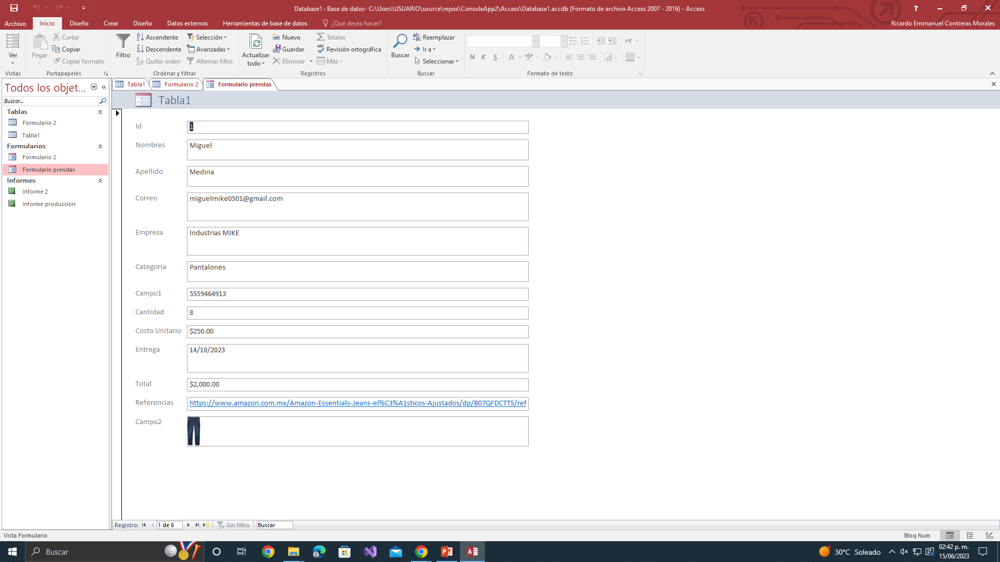 Database1 : Base de datos- C:\Users\USUARIO\source\repos\ConsoleApp2\Access\Database1.accdb (Formato de archivo Access 2007 - 2016) - Access
Archivo Inicio Diseño Crear Diseño Datos externos Herramientas de base de datos ¿Qué desea hacer? Ricardo Emmanuel Contreras Morales
Ver
Vistas
Pegar
Cortar
Copiar
Copiar formato
Portapapeles
Filtro
Ascendente
Descendente
Quitar orden
Selección
Avanzadas
Alternar filtro
Ordenar y filtrar
Actualizar
todo
Nuevo
Guardar
Eliminar
Totales
Revisión ortográfica
Más
Registros
Buscar
Reemplazar
Ir a
Seleccionar
Buscar
N K S A
Formato de texto
Todos los objet...
Buscar...
Tablas
Formulario 2
Tabla1
Formularios
Formulario 2
Formulario prendas
Informes
Informe 2
Informe produccion
Tabla1 Formulario 2 Formulario prendas
Tabla1
Id 1
Nombres Miguel
Apellido Medina
Correo miguelmike0501@gmail.com
Empresa Industrias MIKE
Categoria Pantalones
Campo1 5559464913
Cantidad 8
Costo Unitario $250.00
Entrega 14/10/2023
Total $2,000.00
Referencias https://www.amazon.com.mx/Amazon-Essentials-Jeans-el%C3%A1sticos-Ajustados/dp/B07QFDCTT5/ref
Campo2
Registro: 1 de 6 Sin filtro Buscar
Vista Formulario Bloq Num
Buscar
30°C Soleado
02:42 p. m.
15/06/2023